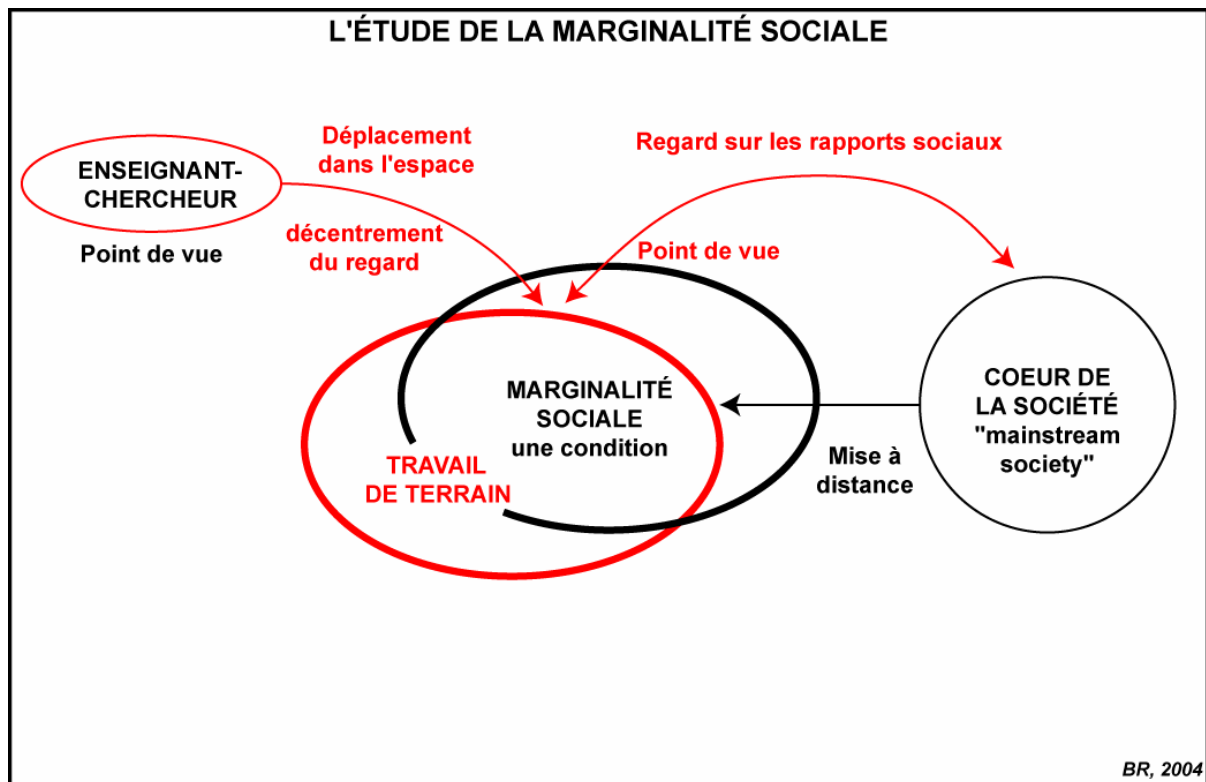 L'ÉTUDE DE LA MARGINALITÉ SOCIALE
ENSEIGNANT-
CHERCHEUR
Point de vue
Déplacement
dans l'espace
décentrement
du regard
Regard sur les rapports sociaux
Point de vue
MARGINALITÉ
SOCIALE
une condition
TRAVAIL
DE TERRAIN
Mise à
distance
COEUR DE
LA SOCIÉTÉ
"mainstream
society"
BR, 2004